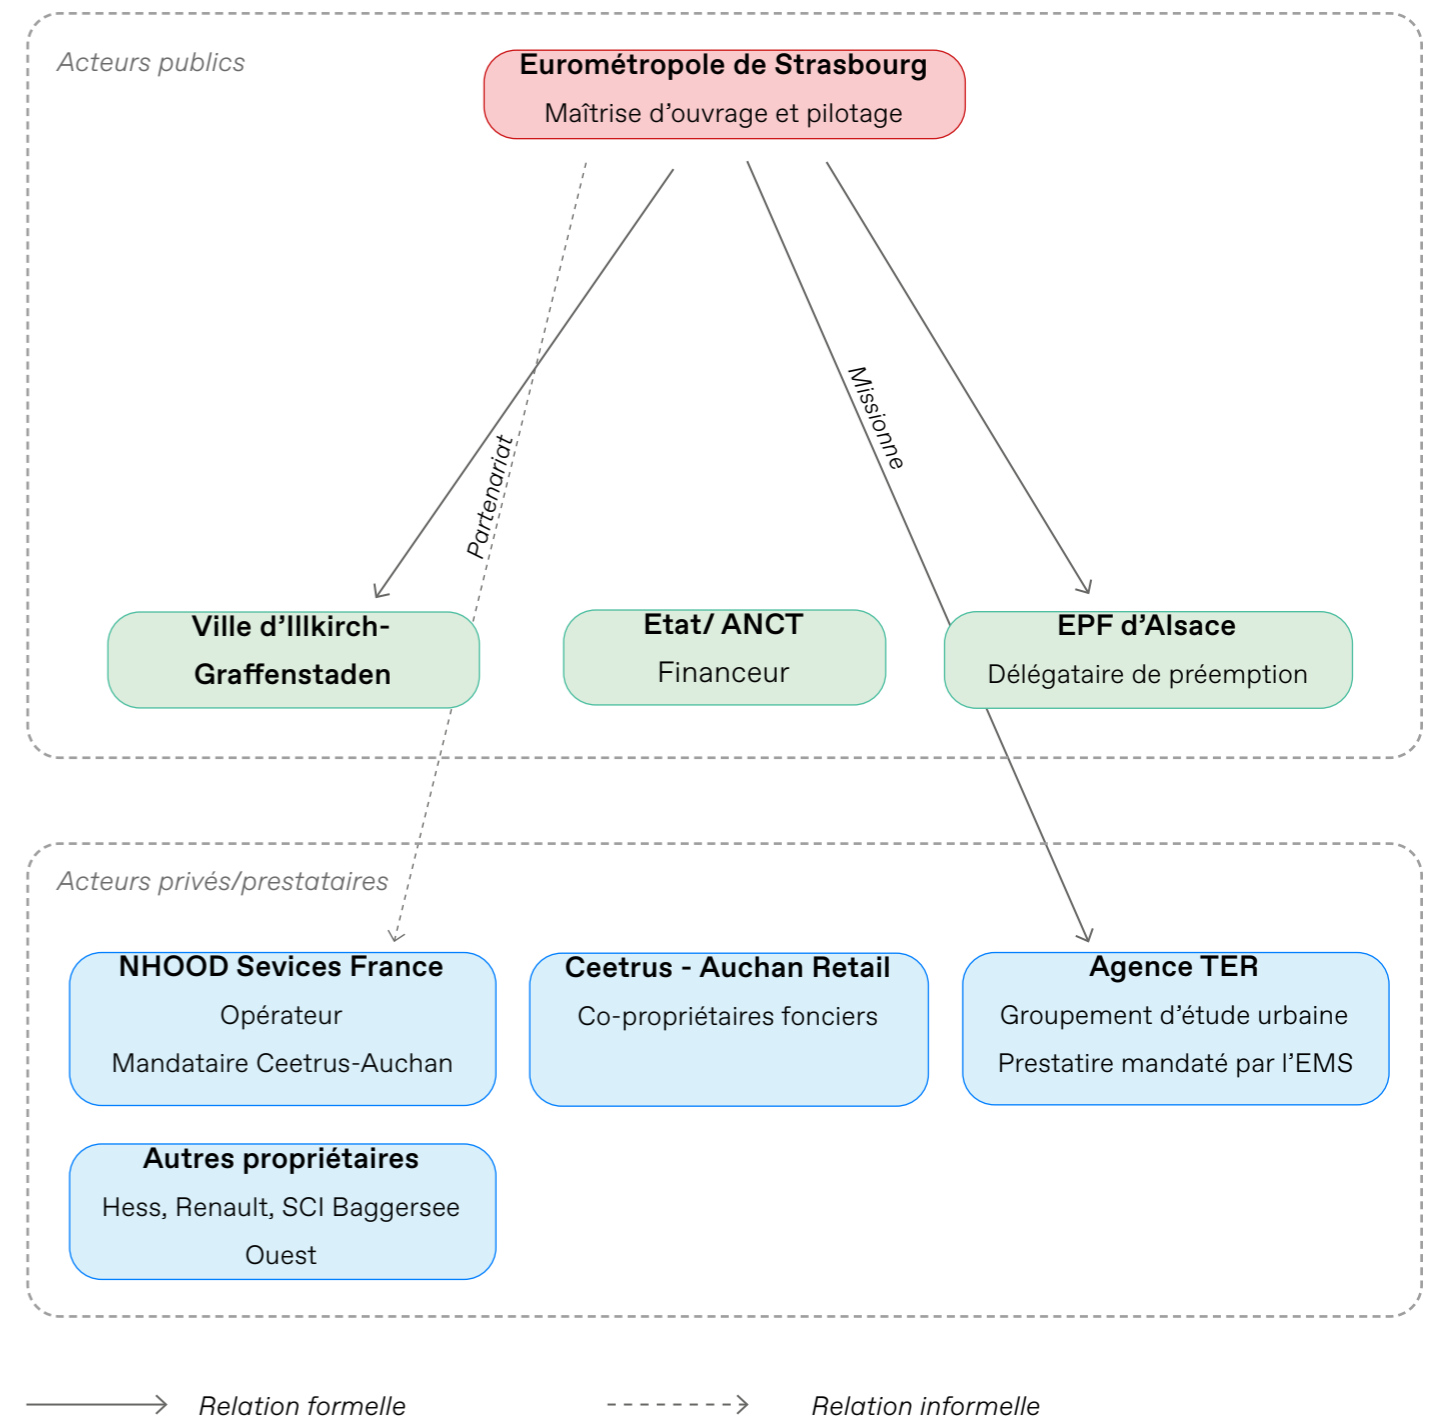 Acteurs publics
Eurométropole de Strasbourg
Maîtrise d’ouvrage et pilotage
Partenariat
Missionne
Ville d’Illkirch-
Graffenstaden
Etat/ ANCT
Financeur
EPF d’Alsace
Délégataire de préemption
Acteurs privés/prestataires
NHOOD Sevices France
Opérateur
Mandataire Ceetrus-Auchan
Ceetrus - Auchan Retail
Co-propriétaires fonciers
Agence TER
Groupement d’étude urbaine
Prestatire mandaté par l’EMS
Autres propriétaires
Hess, Renault, SCI Baggersee
Ouest
Relation formelle
Relation informelle